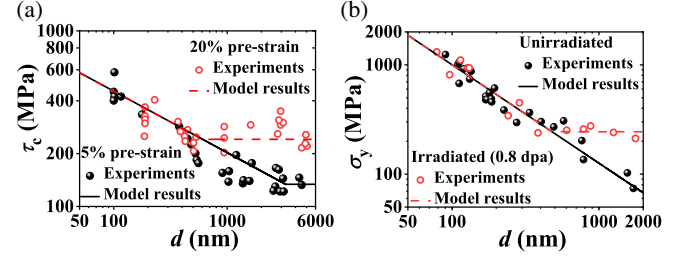 (a)
1000
800
600
400
200
100
τc (MPa)
20% pre-strain
Experiments
Model results
5% pre-strain
Experiments
Model results
50 100 1000 6000
d (nm)
(b)
1000
100
50
σy (MPa)
Unirradiated
Experiments
Model results
Irradiated (0.8 dpa)
Experiments
Model results
50 100 1000 2000
d (nm)